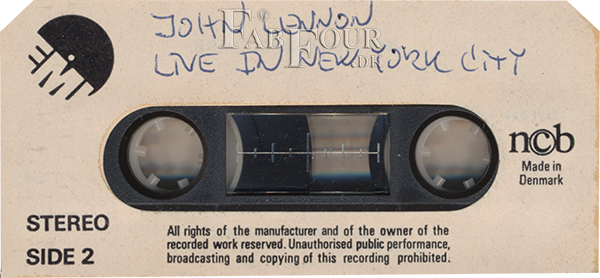 JOHN LENNON
LIVE IN NEW YORK CITY
FABFOUR.DK
EMI
ncb
Made in
Denmark
STEREO
SIDE 2
All rights of the manufacturer and of the owner of the
recorded work reserved. Unauthorised public performance,
broadcasting and copying of this recording prohibited.